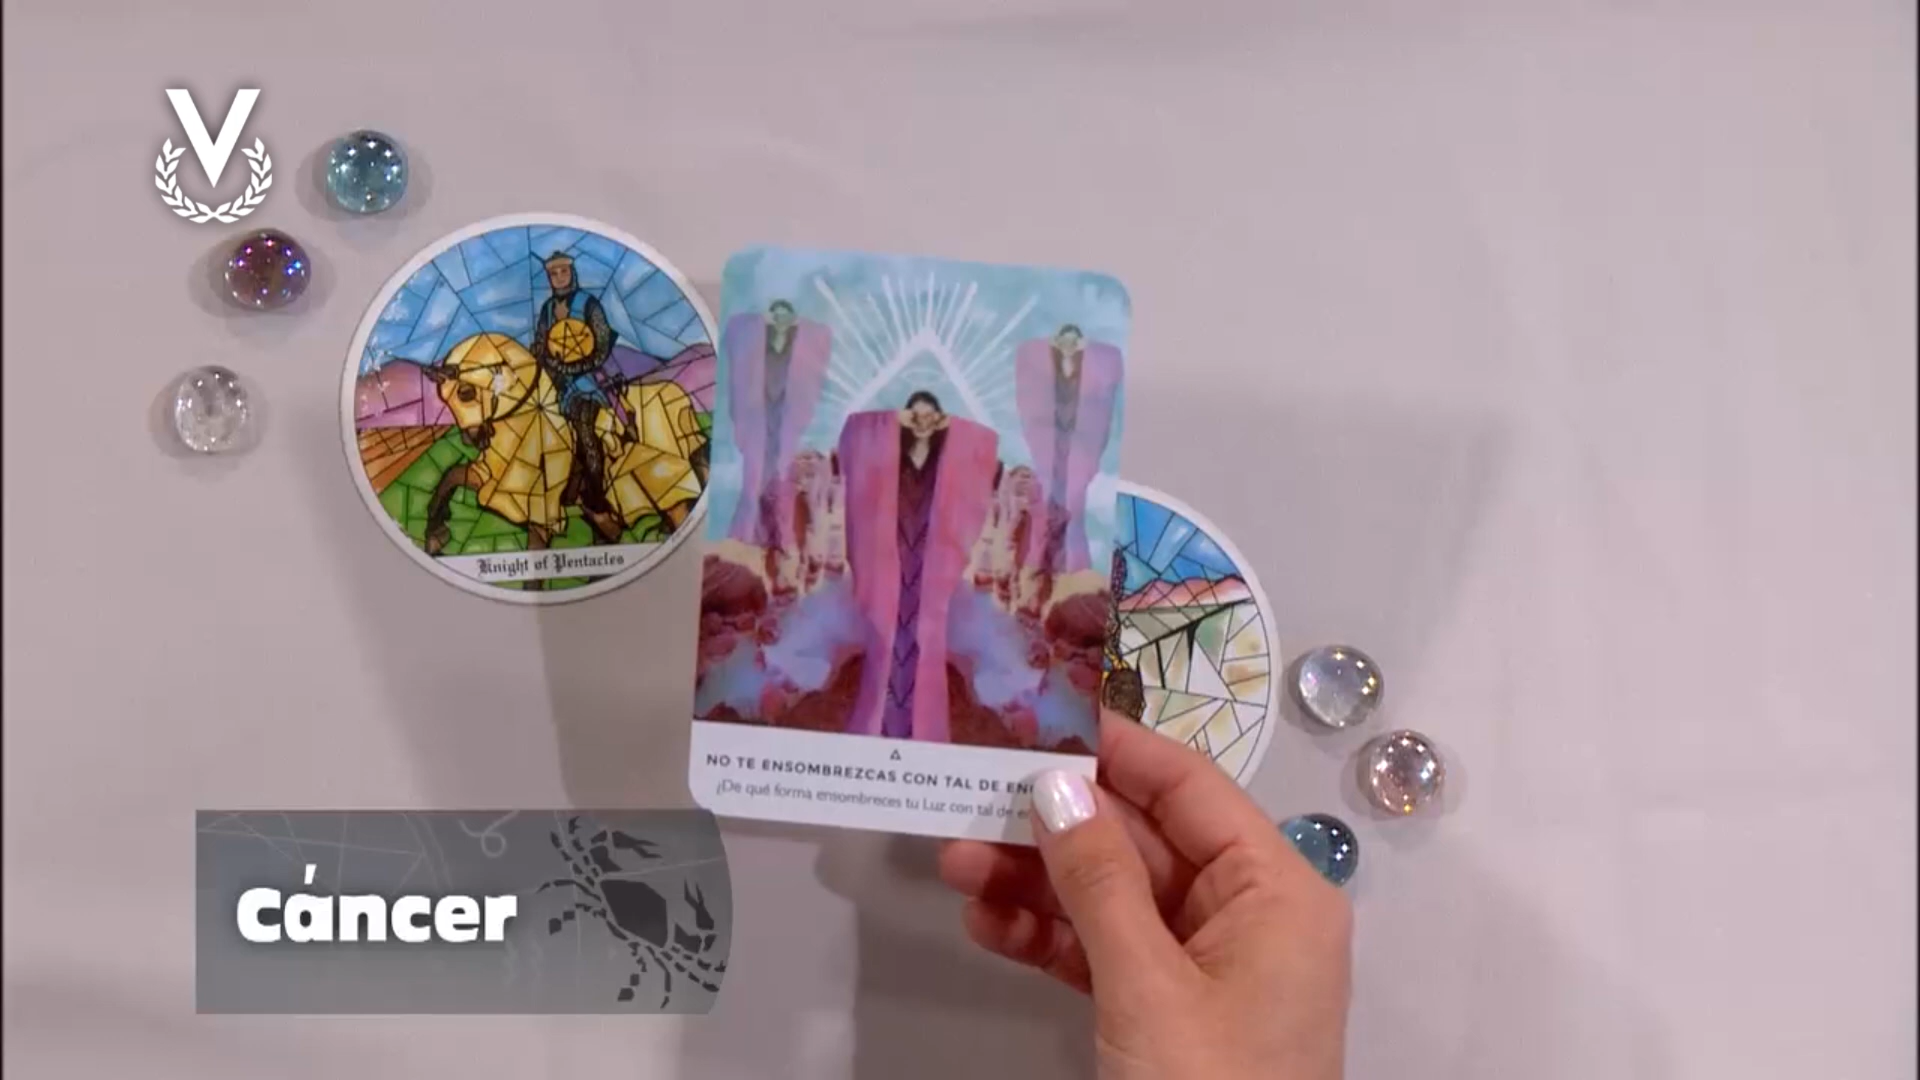 V
Knight of Pentacles
NO TE ENSOMBREZCAS CON TAL DE
¿De qué forma ensombreces tu Luz con tal de
Cáncer